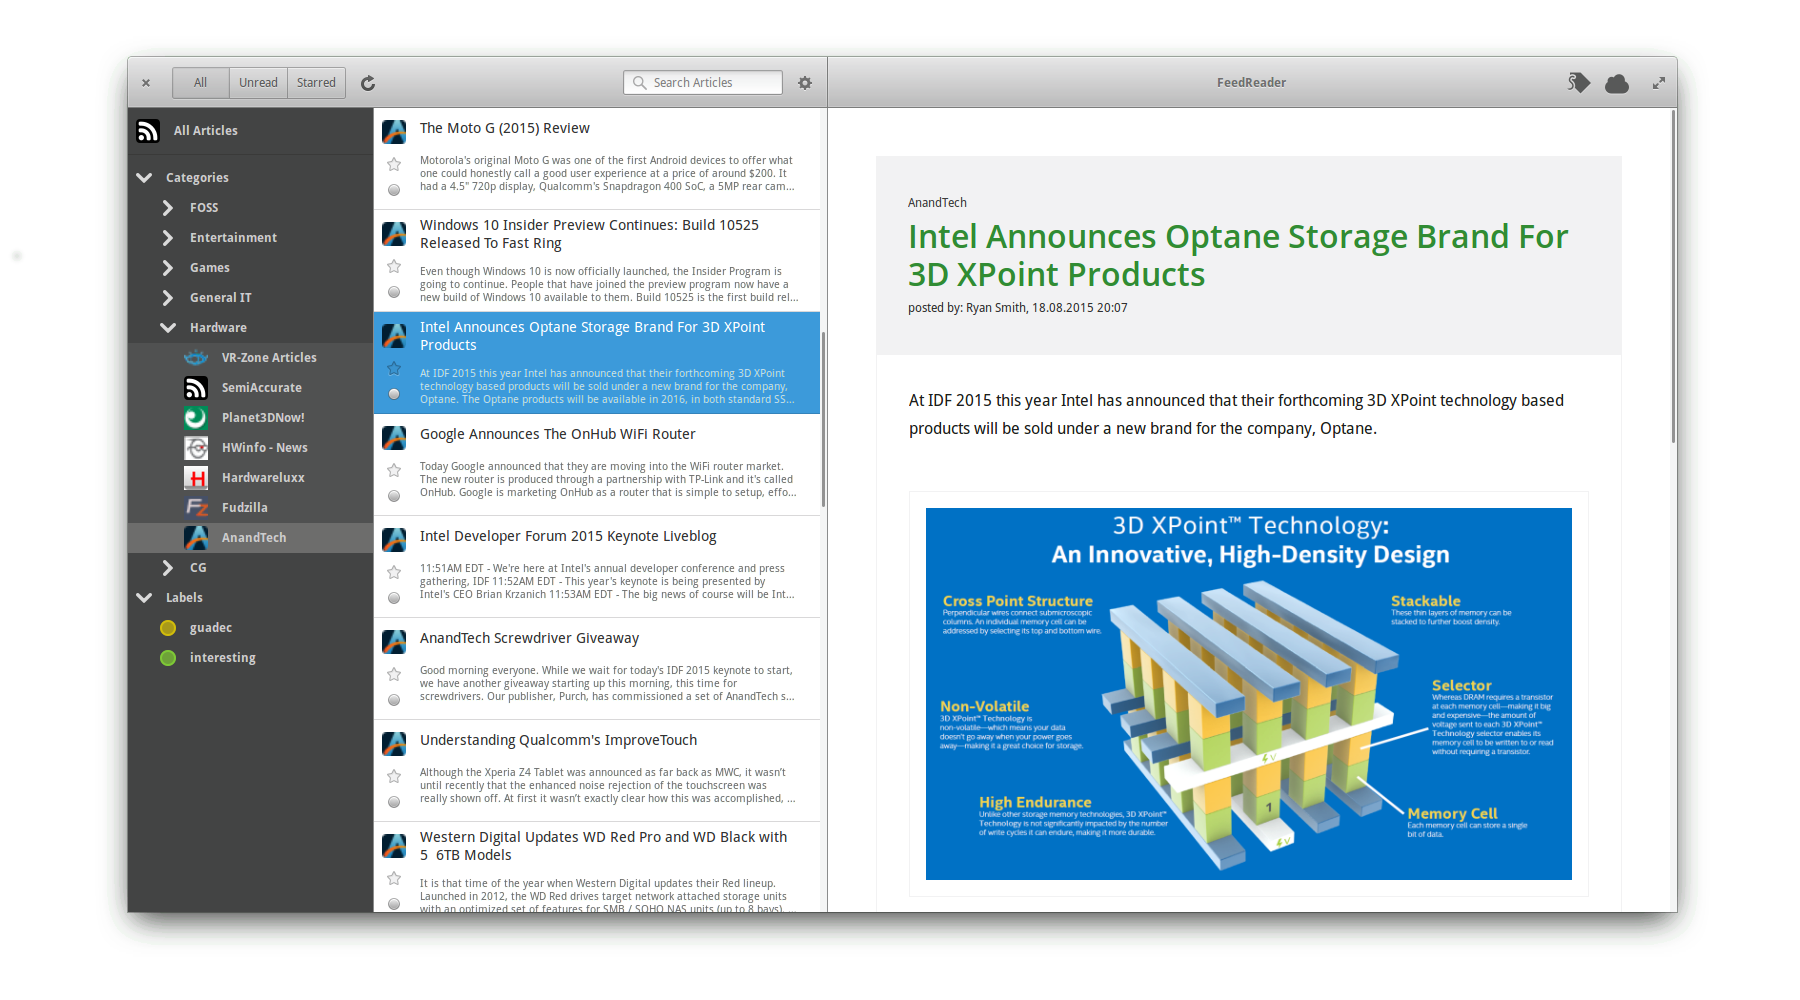 All Unread Starred
Search Articles
FeedReader
All Articles
Categories
FOSS
Entertainment
Games
General IT
Hardware
VR-Zone Articles
SemiAccurate
Planet3DNow!
HWinfo - News
Hardwareluxx
Fudzilla
AnandTech
CG
Labels
guadec
interesting
The Moto G (2015) Review
Motorola's original Moto G was one of the first Android devices to offer what
one could honestly call a good user experience at a price of around $200. It
had a 4.5" 720p display, Qualcomm's Snapdragon 400 SoC, a 5MP rear cam...
Windows 10 Insider Preview Continues: Build 10525
Released To Fast Ring
Even though Windows 10 is now officially launched, the Insider Program is
going to continue. People that have joined the preview program now have a
new build of Windows 10 available to them. Build 10525 is the first build rel...
Intel Announces Optane Storage Brand For 3D XPoint
Products
At IDF 2015 this year Intel has announced that their forthcoming 3D XPoint
technology based products will be sold under a new brand for the company,
Optane. The Optane products will be available in 2016, in both standard SS...
Google Announces The OnHub WiFi Router
Today Google announced that they are moving into the WiFi router market.
The new router is produced through a partnership with TP-Link and it's called
OnHub. Google is marketing OnHub as a router that is simple to setup, effo...
Intel Developer Forum 2015 Keynote Liveblog
11:51AM EDT - We're here at Intel's annual developer conference and press
gathering, IDF 11:52AM EDT - This year's keynote is being presented by
Intel's CEO Brian Krzanich 11:53AM EDT - The big news of course will be Int...
AnandTech Screwdriver Giveaway
Good morning everyone. While we wait for today's IDF 2015 keynote to start,
we have another giveaway starting up this morning, this time for
screwdrivers. Our publisher, Purch, has commissioned a set of AnandTech s...
Understanding Qualcomm's ImproveTouch
Although the Xperia Z4 Tablet was announced as far back as MWC, it wasn't
until recently that the enhanced noise rejection of the touchscreen was
really shown off. At first it wasn't exactly clear how this was accomplished, ...
Western Digital Updates WD Red Pro and WD Black with
5 6TB Models
It is that time of the year when Western Digital updates their Red lineup.
Launched in 2012, the WD Red drives target network attached storage units
with an optimized set of features for SMB / SOHO NAS units (up to 8 bays). ...
AnandTech
Intel Announces Optane Storage Brand For
3D XPoint Products
posted by: Ryan Smith, 18.08.2015 20:07
At IDF 2015 this year Intel has announced that their forthcoming 3D XPoint technology based
products will be sold under a new brand for the company, Optane.
3D XPoint™ Technology:
An Innovative, High-Density Design
Cross Point Structure
Perpendicular wires connect submicroscopic
columns. An individual memory cell can be
addressed by selecting its top and bottom wire.
Stackable
These thin layers of memory can be
stacked to further boost density.
Non-Volatile
3D XPoint™ Technology is
non-volatile—which means your data
doesn't go away when your power goes
away—making it a great choice for storage.
Selector
Whereas DRAM requires a transistor
at each memory cell—making it big
and expensive—the amount of
voltage sent to each 3D XPoint™
Technology selector enables its
memory cell to be written to or read
without requiring a transistor.
High Endurance
Unlike other storage memory technologies, 3D XPoint™
Technology is not significantly impacted by the number
of write cycles it can endure, making it more durable.
Memory Cell
Each memory cell can store a single
bit of data.
V
1
V